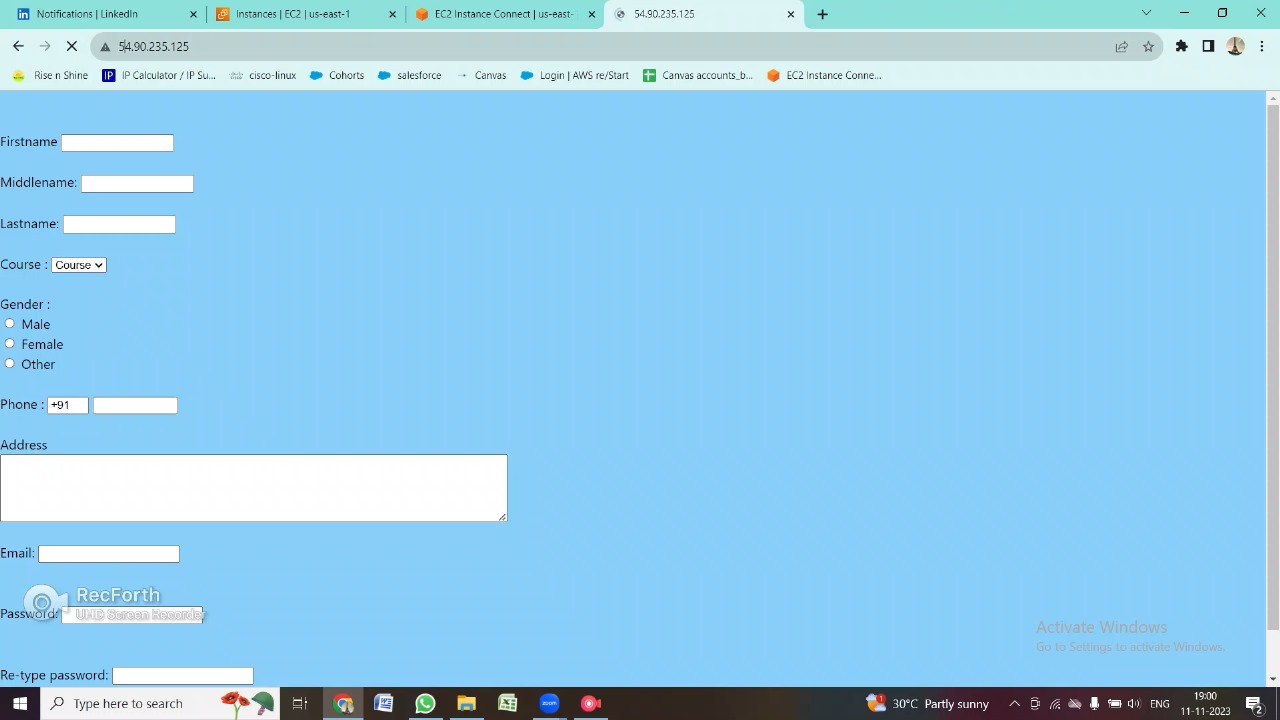 Notifications | LinkedIn
Instances | EC2 | us-east-1
EC2 Instance Connect | us-east-
54.90.235.125
54.90.235.125
Rise n Shine
IP
IP Calculator / IP Su...
cisco-linux
Cohorts
salesforce
Canvas
Login | AWS re/Start
Canvas accounts_b...
EC2 Instance Conne...
Firstname
Middlename:
Lastname:
Course : Course
Gender :
Male
Female
Other
Phone : +91
Address
Email:
RecForth
Password: UHD Screen Recorder
Activate Windows
Go to Settings to activate Windows.
Re-type password:
Type here to search
zoom
1
30°C Partly sunny
19:00
11-11-2023
2